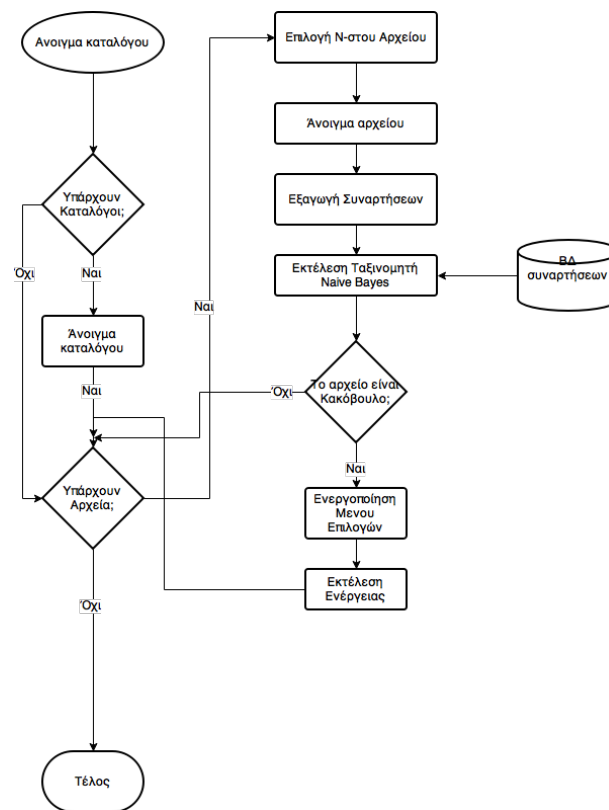 Ανοιγμα καταλόγου
Υπάρχουν
Καταλόγοι;
Όχι
Ναι
Άνοιγμα
καταλόγου
Ναι
Υπάρχουν
Αρχεία;
Όχι
Τέλος
Ναι
Επιλογή Ν-στου Αρχείου
Άνοιγμα αρχείου
Εξαγωγή Συναρτήσεων
Εκτέλεση Ταξινομητή
Naive Bayes
ΒΔ
συναρτήσεων
Το αρχείο είναι
Κακόβουλο;
Όχι
Ναι
Ενεργοποίηση
Μενου
Επιλογών
Εκτέλεση
Ενέργειας